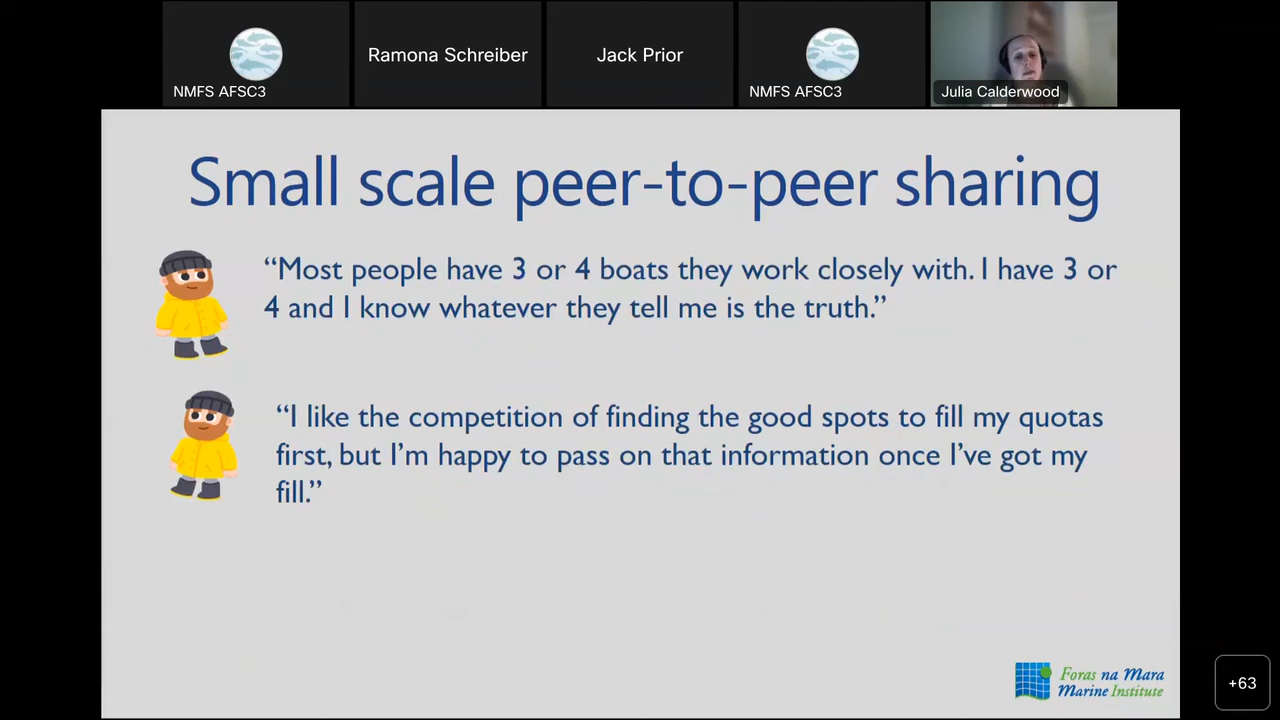 Ramona Schreiber
Jack Prior
NMFS AFSC3
NMFS AFSC3
Julia Calderwood
Small scale peer-to-peer sharing
“Most people have 3 or 4 boats they work closely with. I have 3 or
4 and I know whatever they tell me is the truth.”
“I like the competition of finding the good spots to fill my quotas
first, but I’m happy to pass on that information once I’ve got my
fill.”
Foras na Mara
Marine Institute
+63